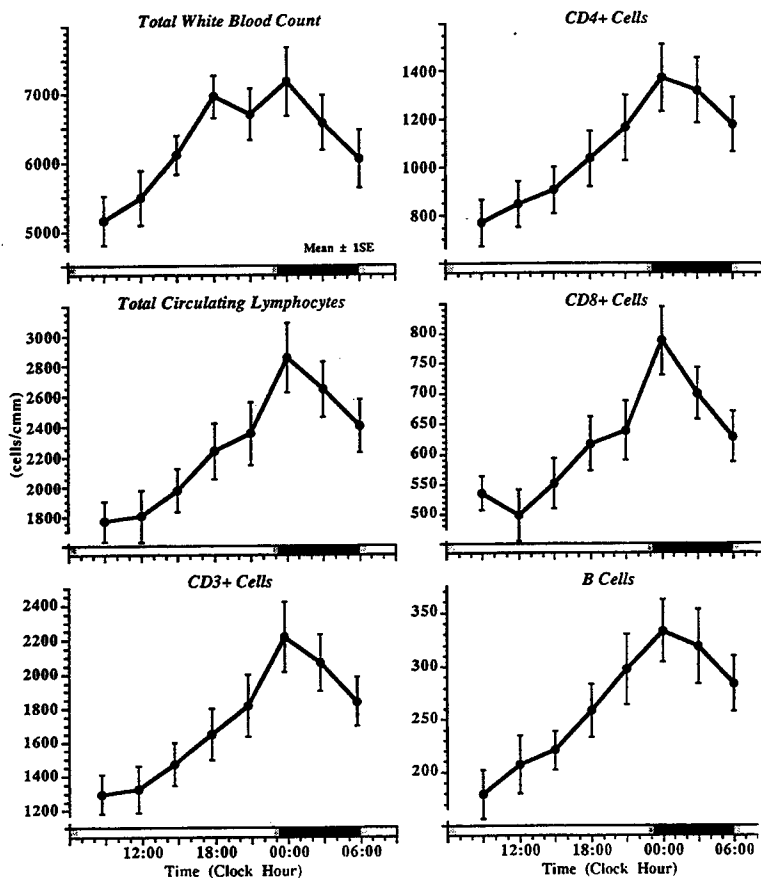 Total White Blood Count
7000
6000
5000
Mean ± 1SE
CD4+ Cells
1400
1200
1000
800
Total Circulating Lymphocytes
3000
2800
2600
2400
2200
2000
1800
(cells/cmm)
CD8+ Cells
800
750
700
650
600
550
500
CD3+ Cells
2400
2200
2000
1800
1600
1400
1200
12:00 18:00 00:00 06:00
Time (Clock Hour)
B Cells
350
300
250
200
12:00 18:00 00:00 06:00
Time (Clock Hour)